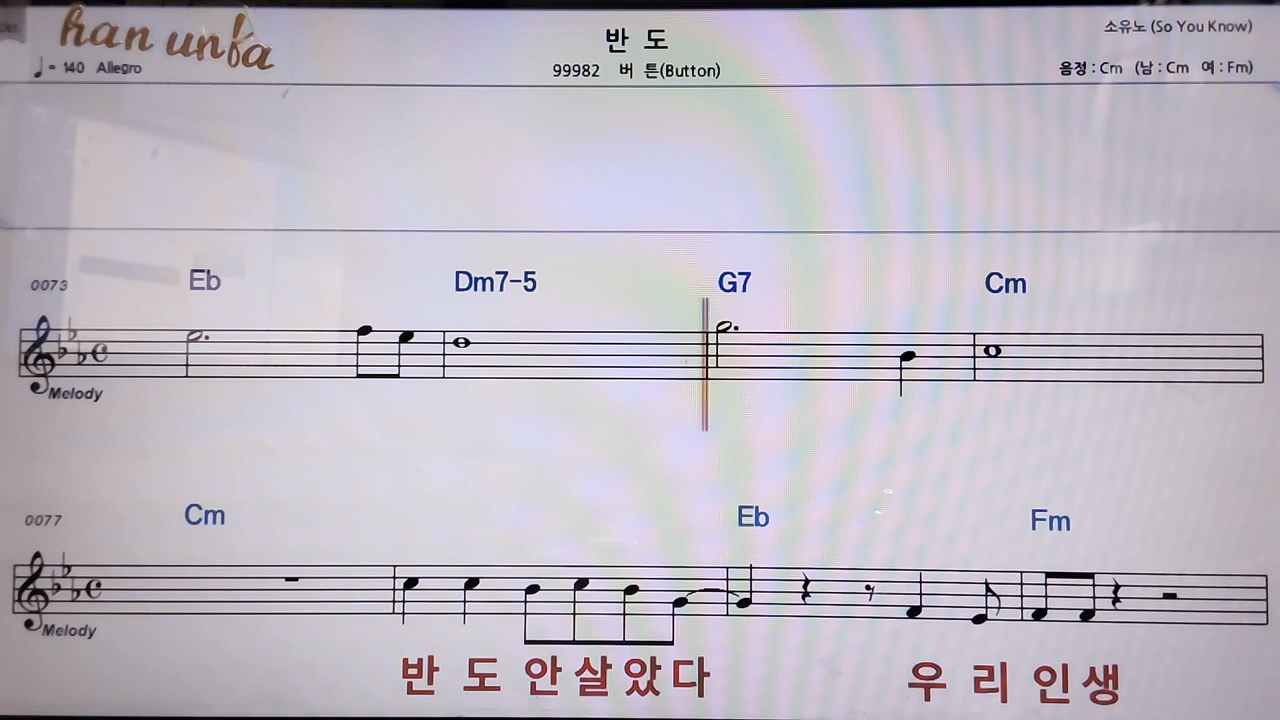 han unba
반 도
소유노 (So You Know)
♩= 140 Allegro
99982 버 튼(Button)
음정 : Cm (남 : Cm 여 : Fm)
0073 Eb Dm7-5 G7 Cm
Melody
0077 Cm Eb Fm
Melody
반 도 안 살 았 다 우 리 인 생